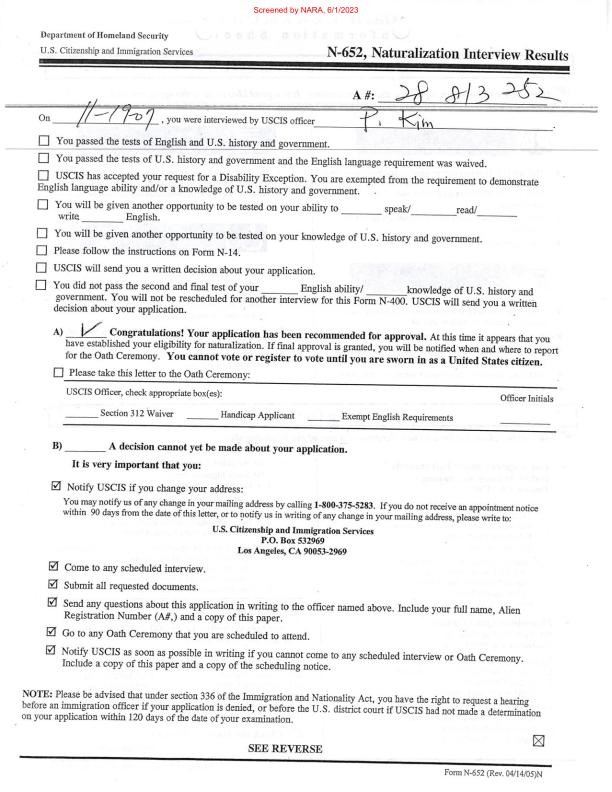 Screened by NARA, 6/1/2023
Department of Homeland Security
U.S. Citizenship and Immigration Services
N-652, Naturalization Interview Results
A #: 28 813 252
On 11-1907, you were interviewed by USCIS officer P. Kim.
☐ You passed the tests of English and U.S. history and government.
☐ You passed the tests of U.S. history and government and the English language requirement was waived.
☐ USCIS has accepted your request for a Disability Exception. You are exempted from the requirement to demonstrate
English language ability and/or a knowledge of U.S. history and government.
☐ You will be given another opportunity to be tested on your ability to ______ speak/______ read/______
write ______ English.
☐ You will be given another opportunity to be tested on your knowledge of U.S. history and government.
☐ Please follow the instructions on Form N-14.
☐ USCIS will send you a written decision about your application.
☐ You did not pass the second and final test of your ______ English ability/ ______ knowledge of U.S. history and
government. You will not be rescheduled for another interview for this Form N-400. USCIS will send you a written
decision about your application.
A) ✓ Congratulations! Your application has been recommended for approval. At this time it appears that you
have established your eligibility for naturalization. If final approval is granted, you will be notified when and where to report
for the Oath Ceremony. You cannot vote or register to vote until you are sworn in as a United States citizen.
☐ Please take this letter to the Oath Ceremony:
USCIS Officer, check appropriate box(es): Officer Initials
______ Section 312 Waiver ______ Handicap Applicant ______ Exempt English Requirements ______
B) ______ A decision cannot yet be made about your application.
It is very important that you:
☑ Notify USCIS if you change your address:
You may notify us of any change in your mailing address by calling 1-800-375-5283. If you do not receive an appointment notice
within 90 days from the date of this letter, or to notify us in writing of any change in your mailing address, please write to:
U.S. Citizenship and Immigration Services
P.O. Box 532969
Los Angeles, CA 90053-2969
☑ Come to any scheduled interview.
☑ Submit all requested documents.
☑ Send any questions about this application in writing to the officer named above. Include your full name, Alien
Registration Number (A#,) and a copy of this paper.
☑ Go to any Oath Ceremony that you are scheduled to attend.
☑ Notify USCIS as soon as possible in writing if you cannot come to any scheduled interview or Oath Ceremony.
Include a copy of this paper and a copy of the scheduling notice.
NOTE: Please be advised that under section 336 of the Immigration and Nationality Act, you have the right to request a hearing
before an immigration officer if your application is denied, or before the U.S. district court if USCIS had not made a determination
on your application within 120 days of the date of your examination.
☒
SEE REVERSE
Form N-652 (Rev. 04/14/05)N